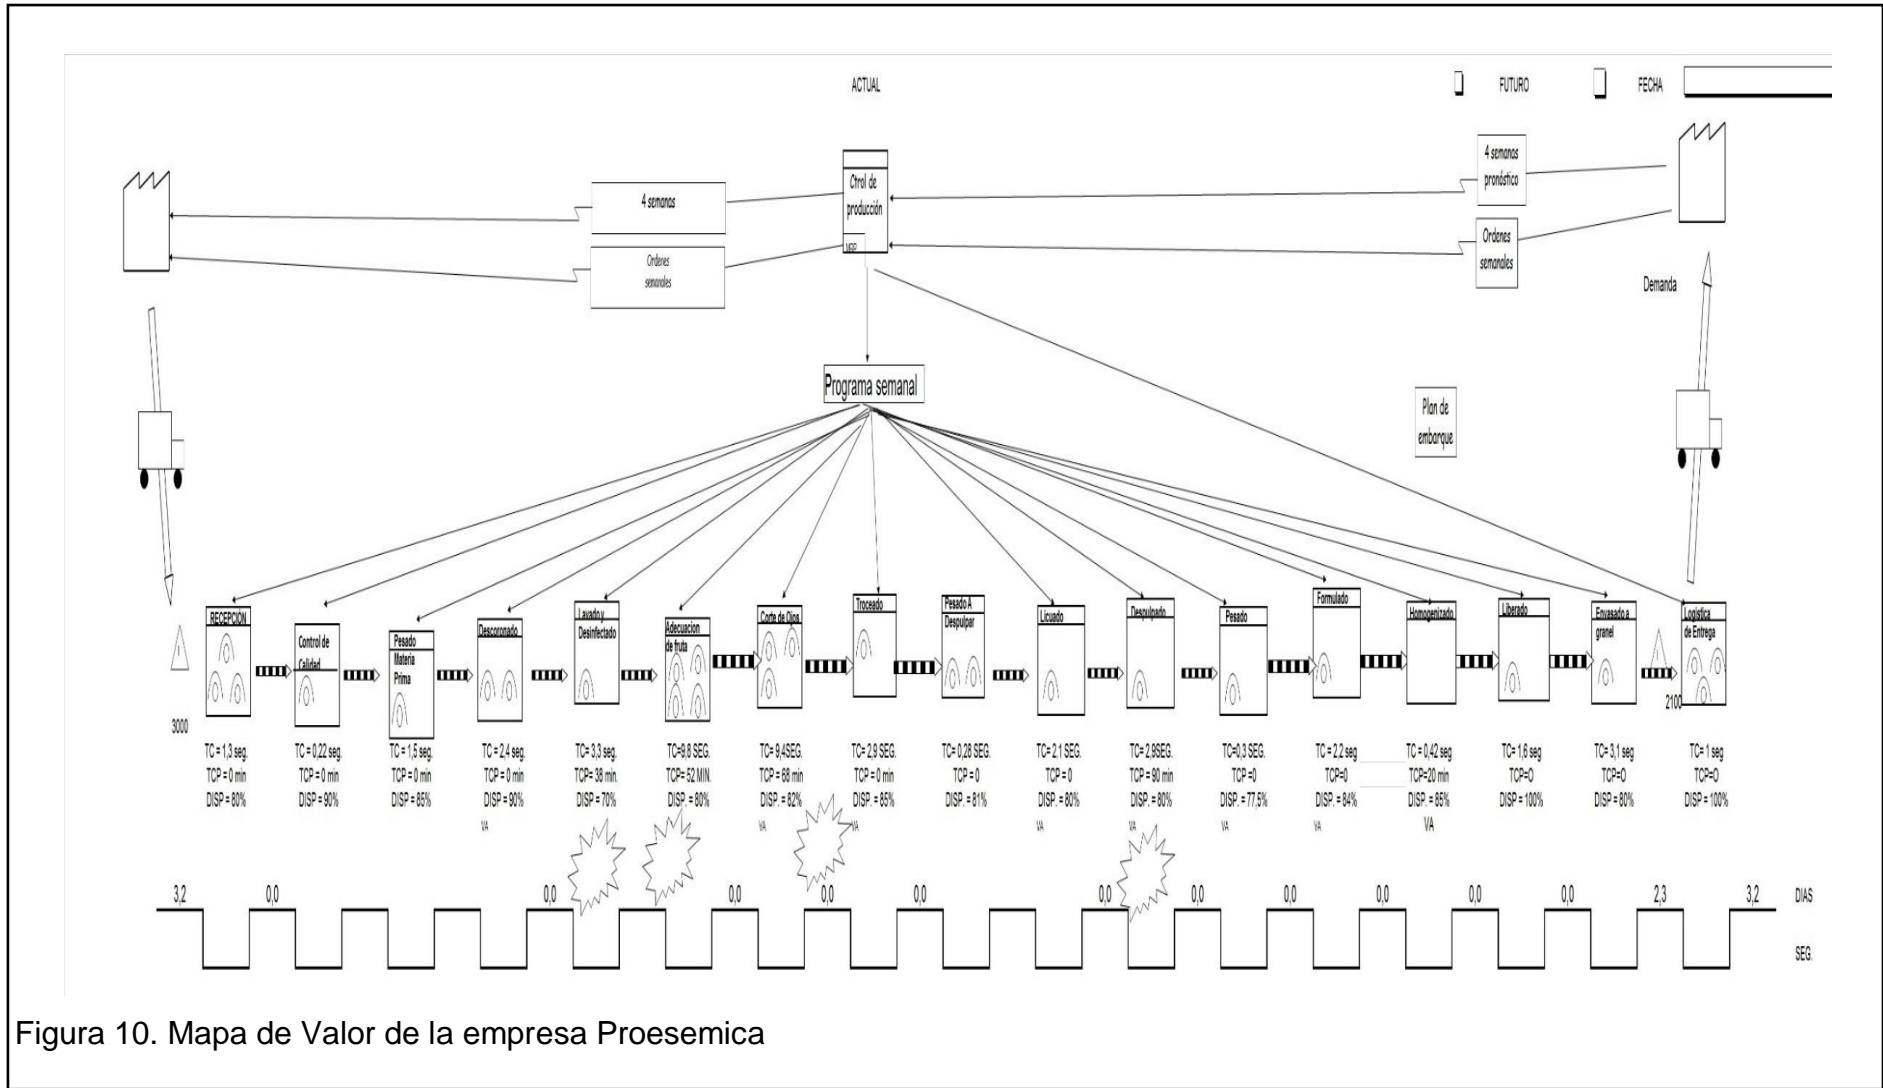 ACTUAL
FUTURO
FECHA
4 semanas
Ordenes
semanales
Ctrol de
producción
MRP
4 semanas
pronóstico
Ordenes
semanales
Demanda
Programa semanal
Plan de
embarque
I
3000
RECEPCIÓN
TC = 1,3 seg.
TCP = 0 min
DISP = 80%
Control de
Calidad
TC = 0,22 seg.
TCP = 0 min
DISP = 90%
Pesado
Materia
Prima
TC = 1,5 seg.
TCP = 0 min
DISP = 85%
Descoronado
TC = 2,4 seg.
TCP = 0 min
DISP = 90%
VA
Lavado y
Desinfectado
TC= 3,3 seg.
TCP= 38 min.
DISP = 70%
Adecuacion
de fruta
TC=9,8 SEG.
TCP= 52 MIN.
DISP. = 80%
Corte de Ojos
TC= 9,4SEG.
TCP = 68 min
DISP. = 82%
VA
Troceado
TC= 2,9 SEG.
TCP = 0 min
DISP. = 85%
VA
Pesado A
Despulpar
TC= 0,28 SEG.
TCP = 0
DISP. = 81%
Licuado
TC= 2.1 SEG.
TCP = 0
DISP. = 80%
VA
Despulpado
TC= 2.9SEG.
TCP = 90 min
DISP. = 80%
VA
Pesado
TC=0,3 SEG.
TCP =0
DISP. = 77,5%
VA
Formulado
TC = 2.2 seg
TCP=0
DISP. = 84%
VA
Homogenizado
TC = 0,42 seg
TCP=20 min
DISP. = 85%
VA
Liberado
TC= 1,6 seg
TCP=O
DISP = 100%
Envasado a
granel
TC= 3,1 seg
TCP=O
DISP = 80%
2100
Logistica
de Entrega
TC= 1 seg
TCP=O
DISP = 100%
3,2 0,0 0,0 0,0 0,0 0,0 0,0 0,0 0,0 0,0 0,0 0,0 2,3 3,2 DIAS
SEG.
Figura 10. Mapa de Valor de la empresa Proesemica